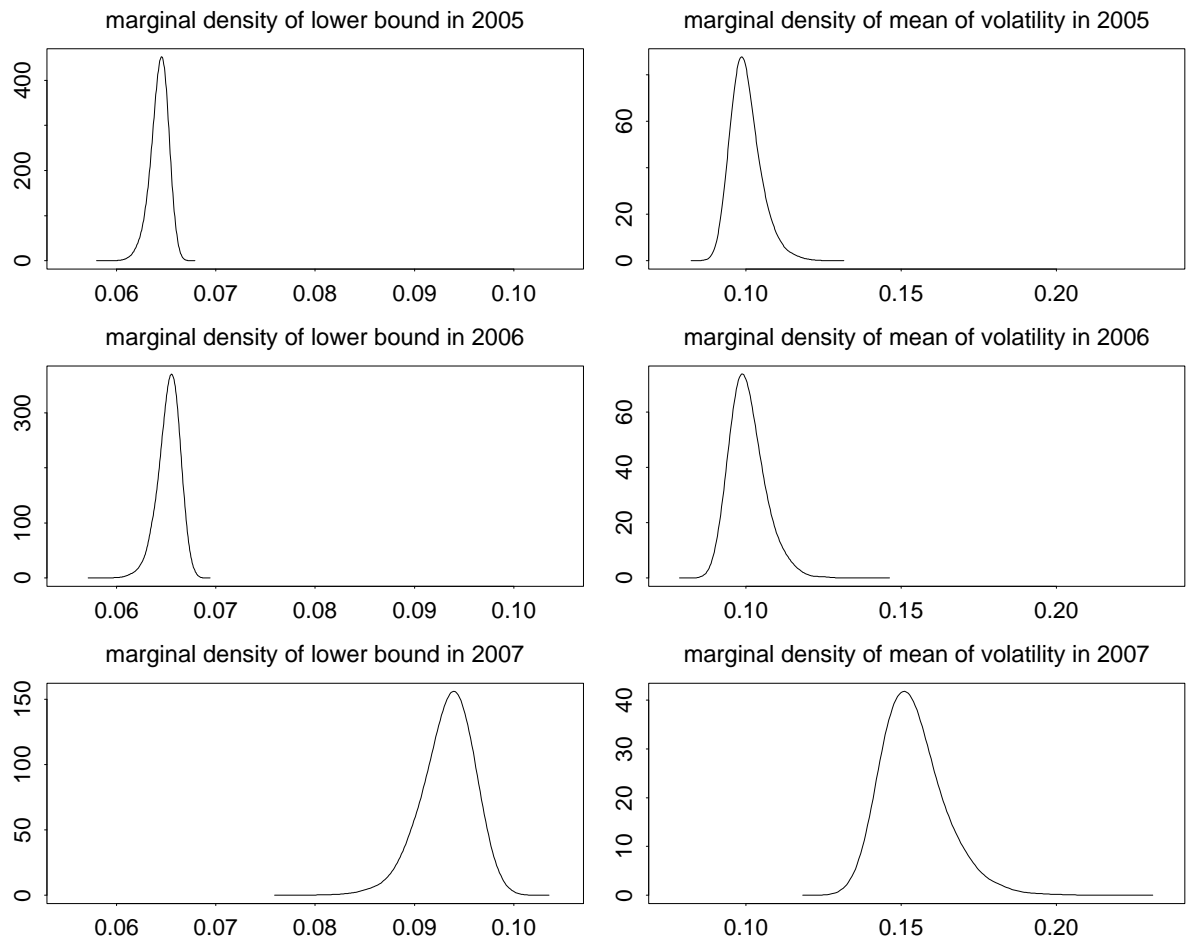 marginal density of lower bound in 2005
400
200
0
0.06 0.07 0.08 0.09 0.10
marginal density of mean of volatility in 2005
60
20
0
0.10 0.15 0.20
marginal density of lower bound in 2006
300
100
0
0.06 0.07 0.08 0.09 0.10
marginal density of mean of volatility in 2006
60
40
20
0
0.10 0.15 0.20
marginal density of lower bound in 2007
150
100
50
0
0.06 0.07 0.08 0.09 0.10
marginal density of mean of volatility in 2007
40
30
20
10
0
0.10 0.15 0.20